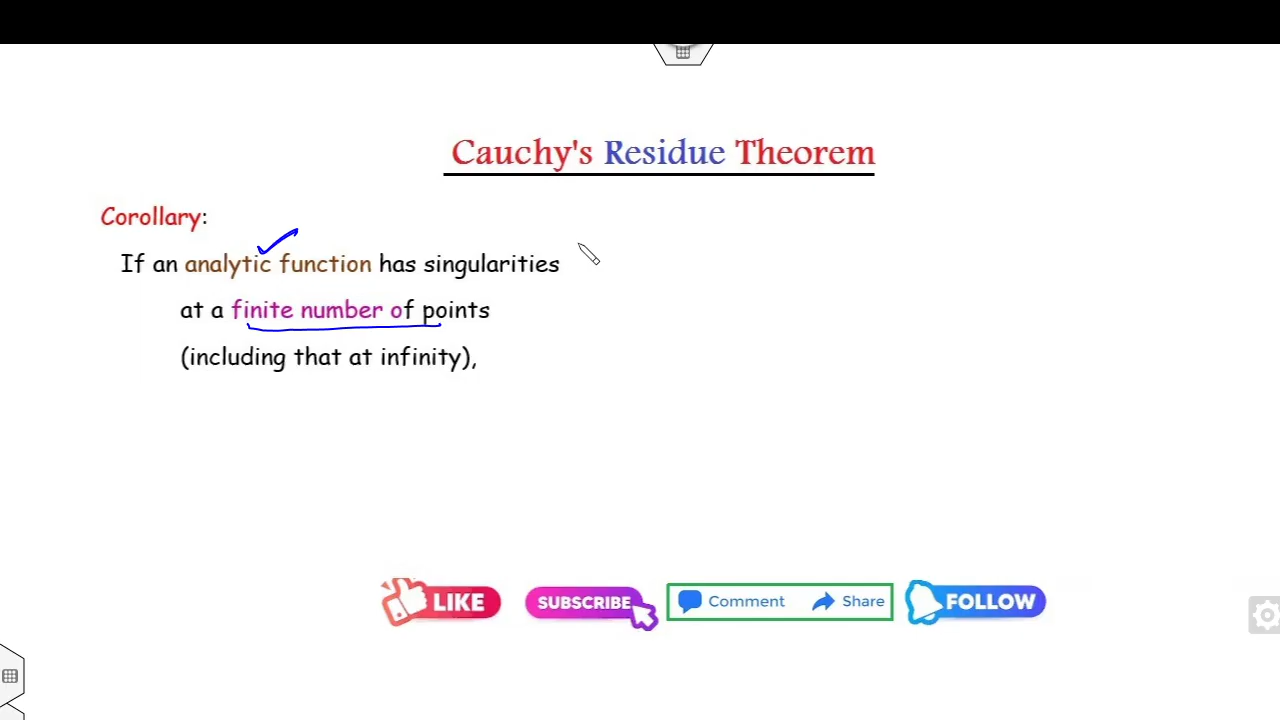 Cauchy's Residue Theorem
Corollary:
If an analytic function has singularities
at a finite number of points
(including that at infinity),
LIKE
SUBSCRIBE
Comment
Share
FOLLOW